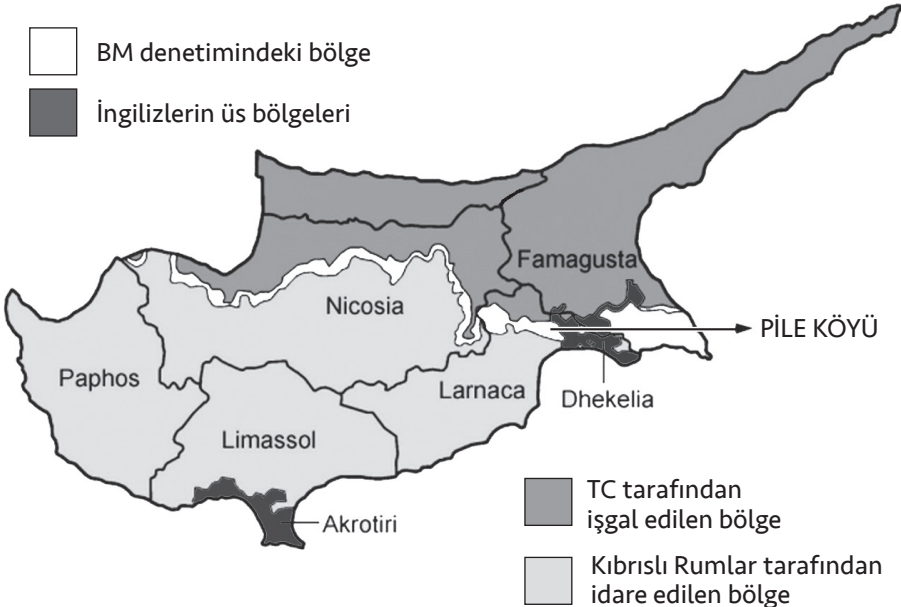 BM denetimindeki bölge
İngilizlerin üs bölgeleri
Famagusta
Nicosia
PİLE KÖYÜ
Paphos
Larnaca
Dhekelia
Limassol
Akrotiri
TC tarafından
işgal edilen bölge
Kıbrıslı Rumlar tarafından
idare edilen bölge